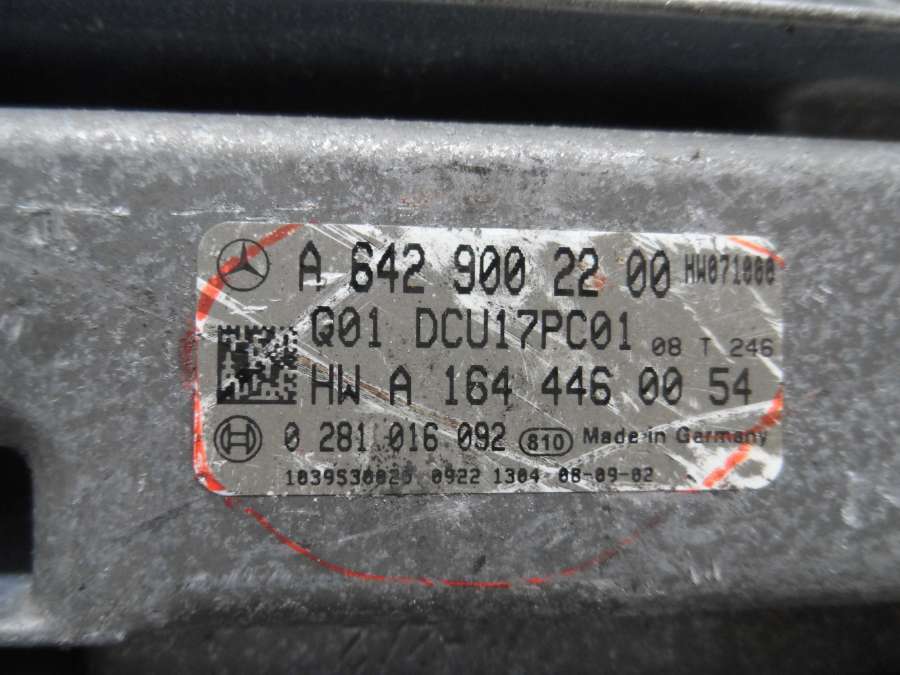 A 642 900 22 00 HW071000
Q01 DCU17PC01 08 T 246
HW A 164 446 00 54
0 281 016 092 810 Made in Germany
0922 1304 08-09-02